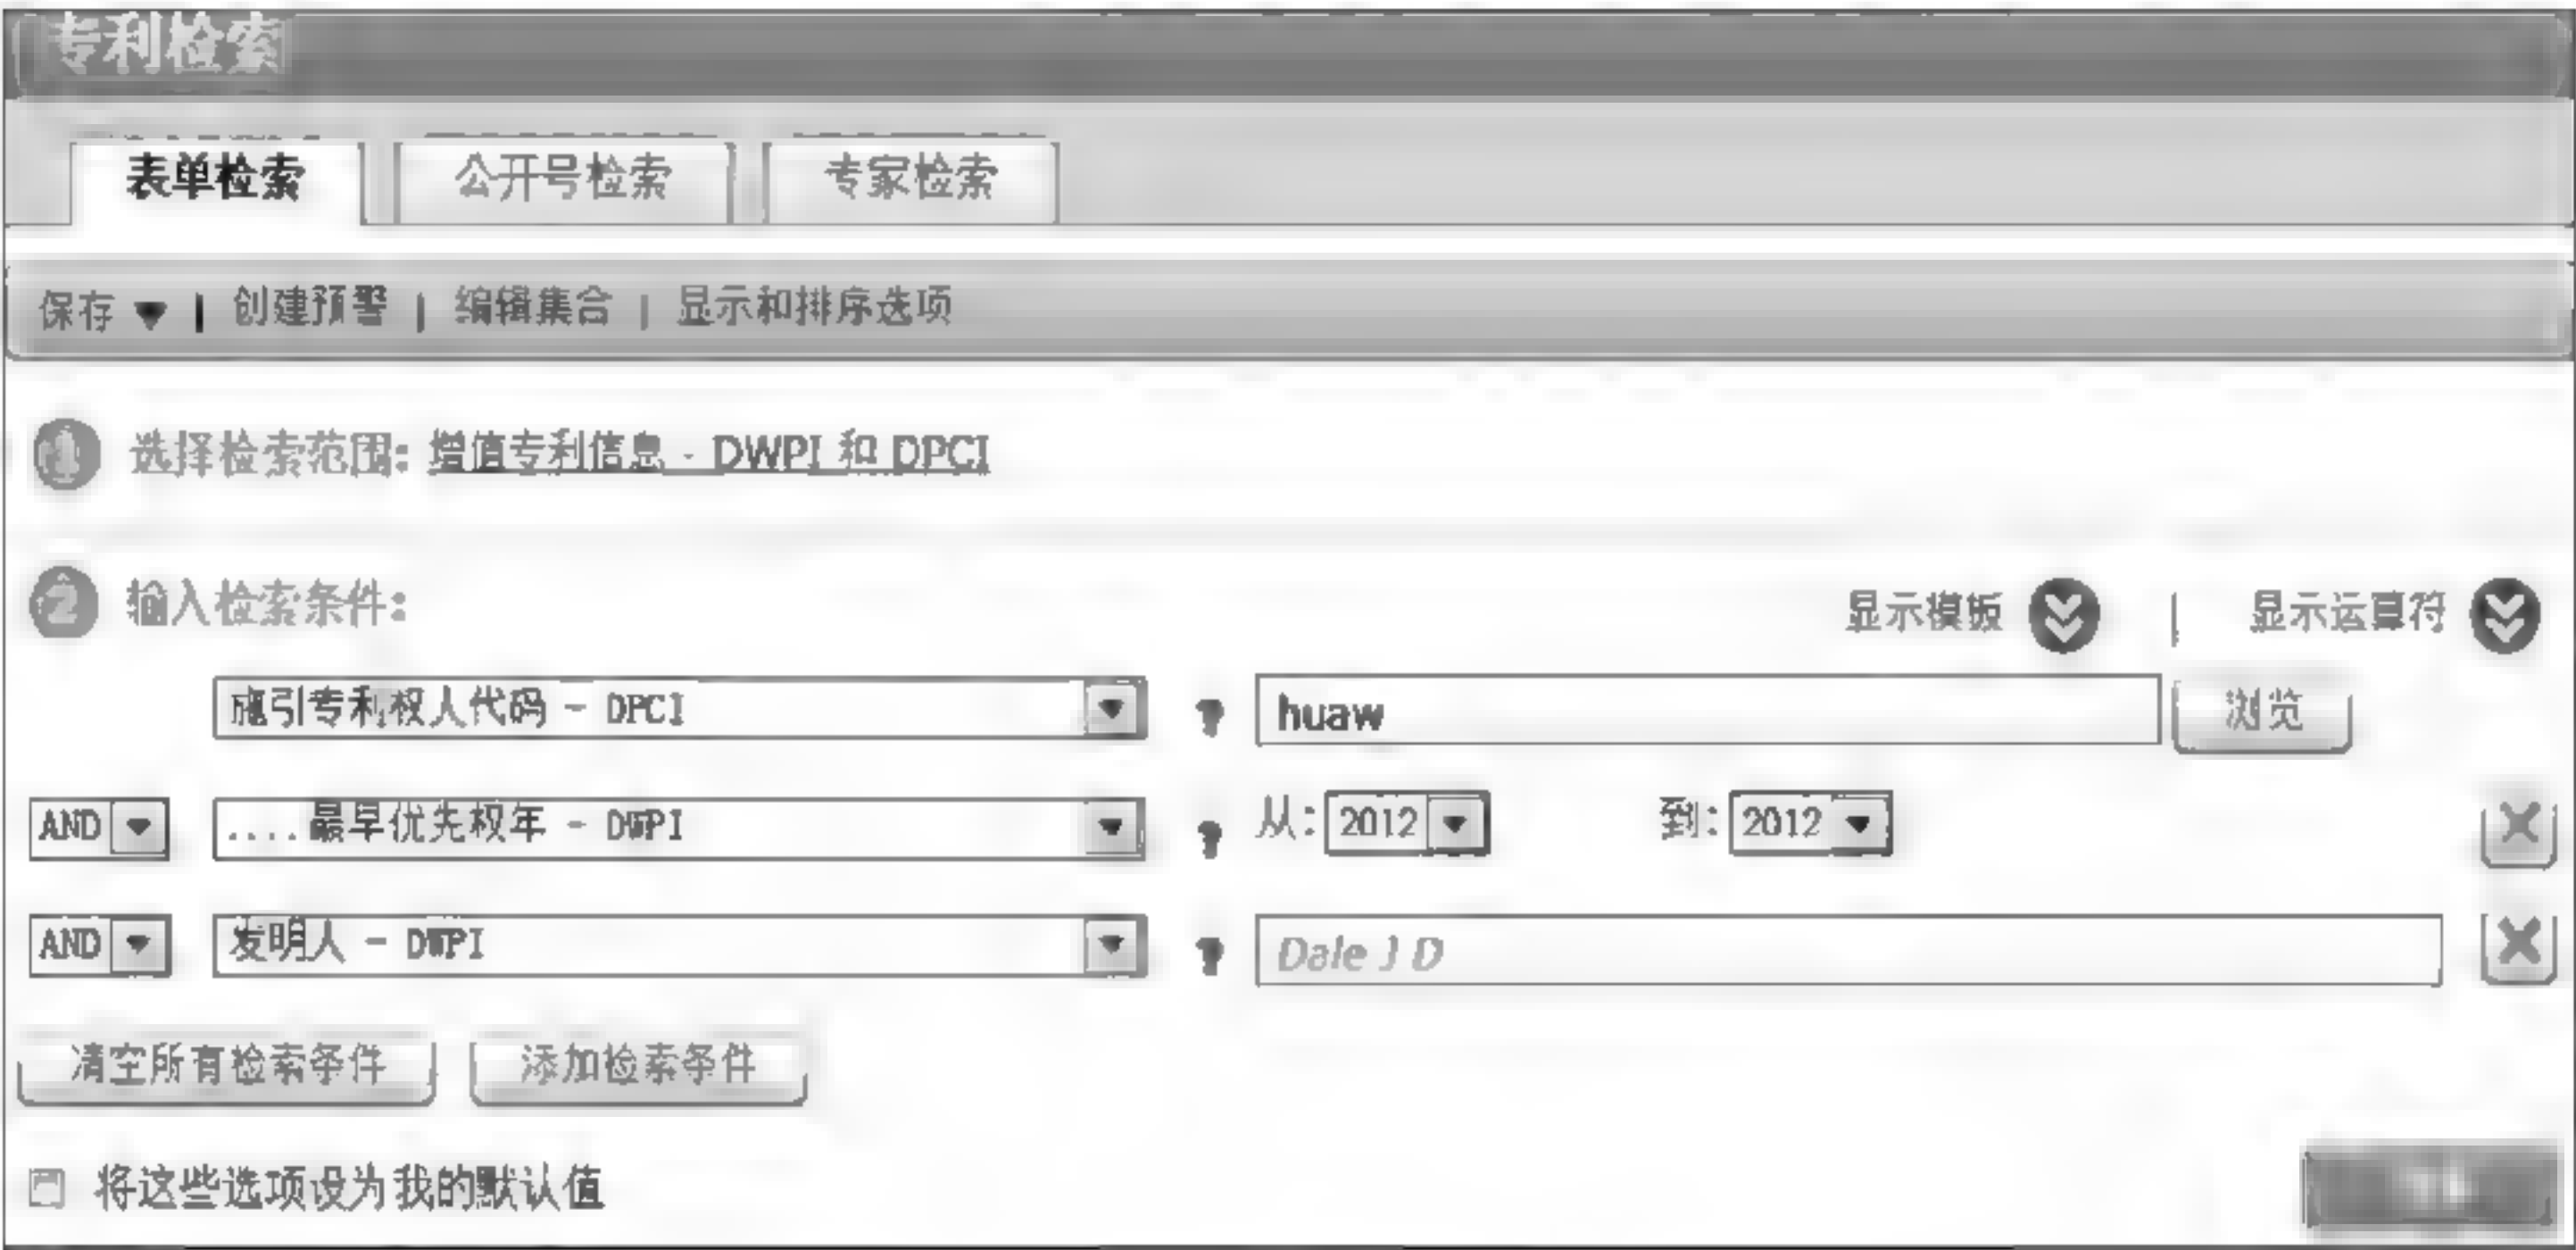 专利检索
表单检索 公开号检索 专家检索
保存 | 创建预警 | 编辑集合 | 显示和排序选项
1 选择检索范围: 增值专利信息 - DWPI 和 DPCI
2 输入检索条件: 显示模板 | 显示运算符
施引专利权人代码 - DPCI huaw 浏览
AND ....最早优先权年 - DWPI 从: 2012 到: 2012
AND 发明人 - DWPI Dale J D
清空所有检索条件 添加检索条件
将这些选项设为我的默认值